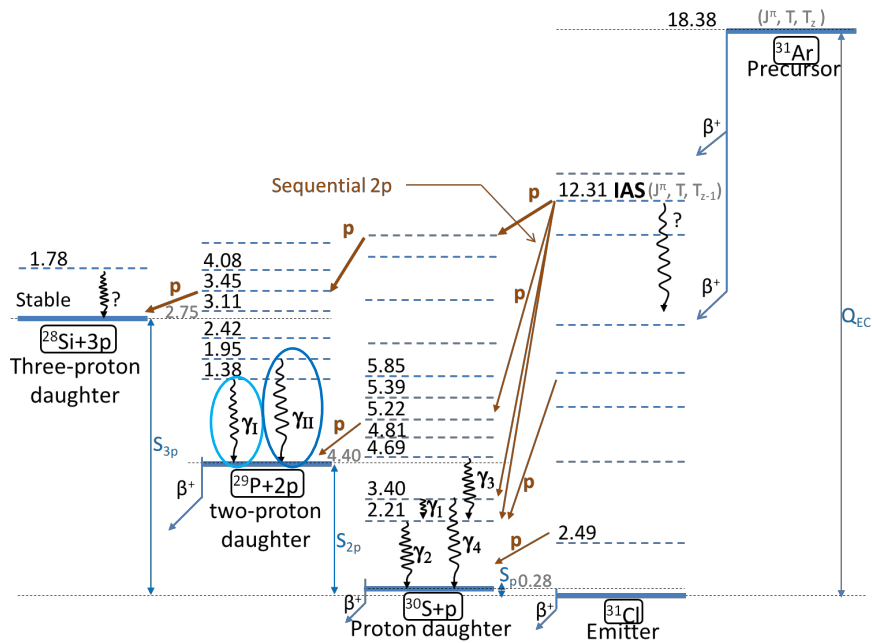 18.38
(Jπ, T, Tz)
31Ar
Precursor
β+
Sequential 2p
p
12.31 IAS (Jπ, T, Tz-1)
?
p
1.78
4.08
3.45
p
3.11
p
Stable
?
2.75
β+
QEC
28Si+3p
2.42
Three-proton
daughter
1.95
1.38
5.85
5.39
5.22
γI
γII
p
4.81
4.69
S3p
4.40
29P+2p
β+
two-proton
daughter
S2p
3.40
2.21
γ3
γ1
γ2
γ4
p
p
2.49
Sp
0.28
β+
30S+p
Proton daughter
β+
31Cl
Emitter